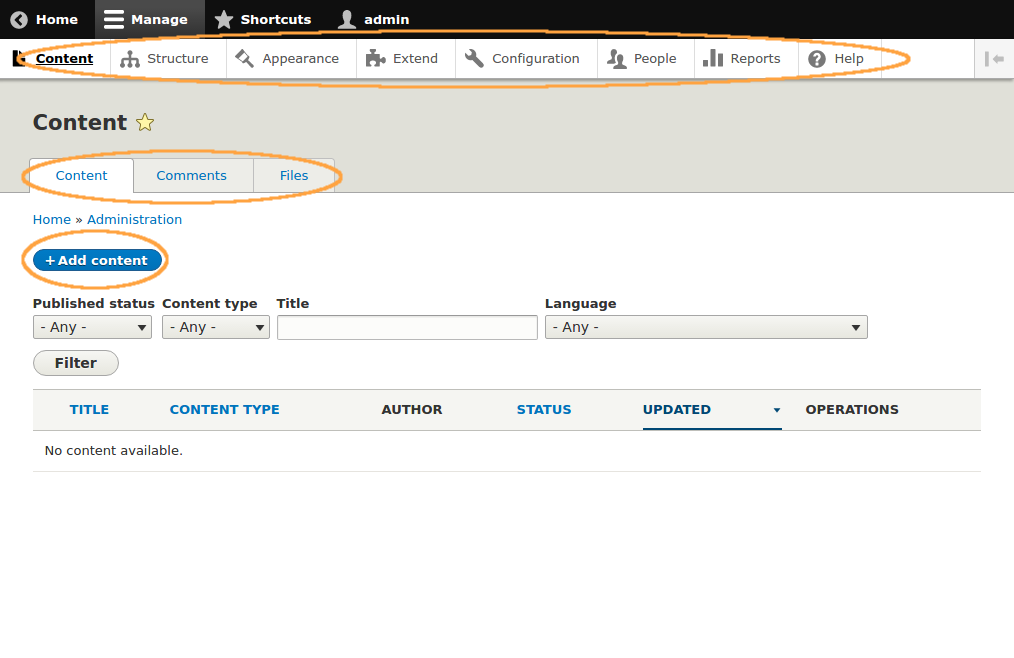 Home Manage Shortcuts admin
Content Structure Appearance Extend Configuration People Reports Help
Content
Content Comments Files
Home » Administration
+ Add content
Published status Content type Title Language
- Any - - Any - - Any -
Filter
TITLE CONTENT TYPE AUTHOR STATUS UPDATED OPERATIONS
No content available.